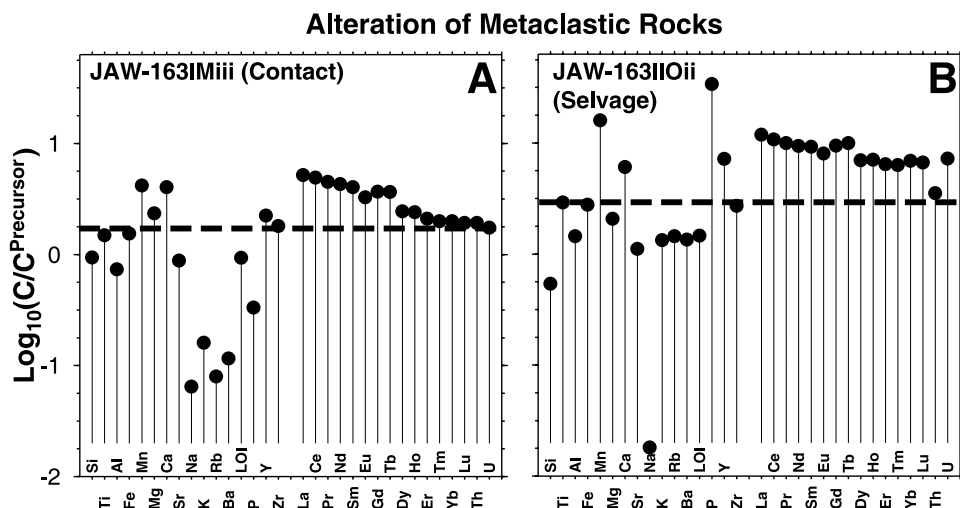 Alteration of Metaclastic Rocks
JAW-163IMiii (Contact)
A
JAW-163IIOii
(Selvage)
B
Log10(C/CPrecursor)
1
0
-1
-2
Si Al Mn Ca Na Rb LOI Y Ce Nd Eu Tb Ho Tm Lu U
Ti Fe Mg Sr K Ba P Zr La Pr Sm Gd Dy Er Yb Th
Si Al Mn Ca Na Rb LOI Y Ce Nd Eu Tb Ho Tm Lu U
Ti Fe Mg Sr K Ba P Zr La Pr Sm Gd Dy Er Yb Th